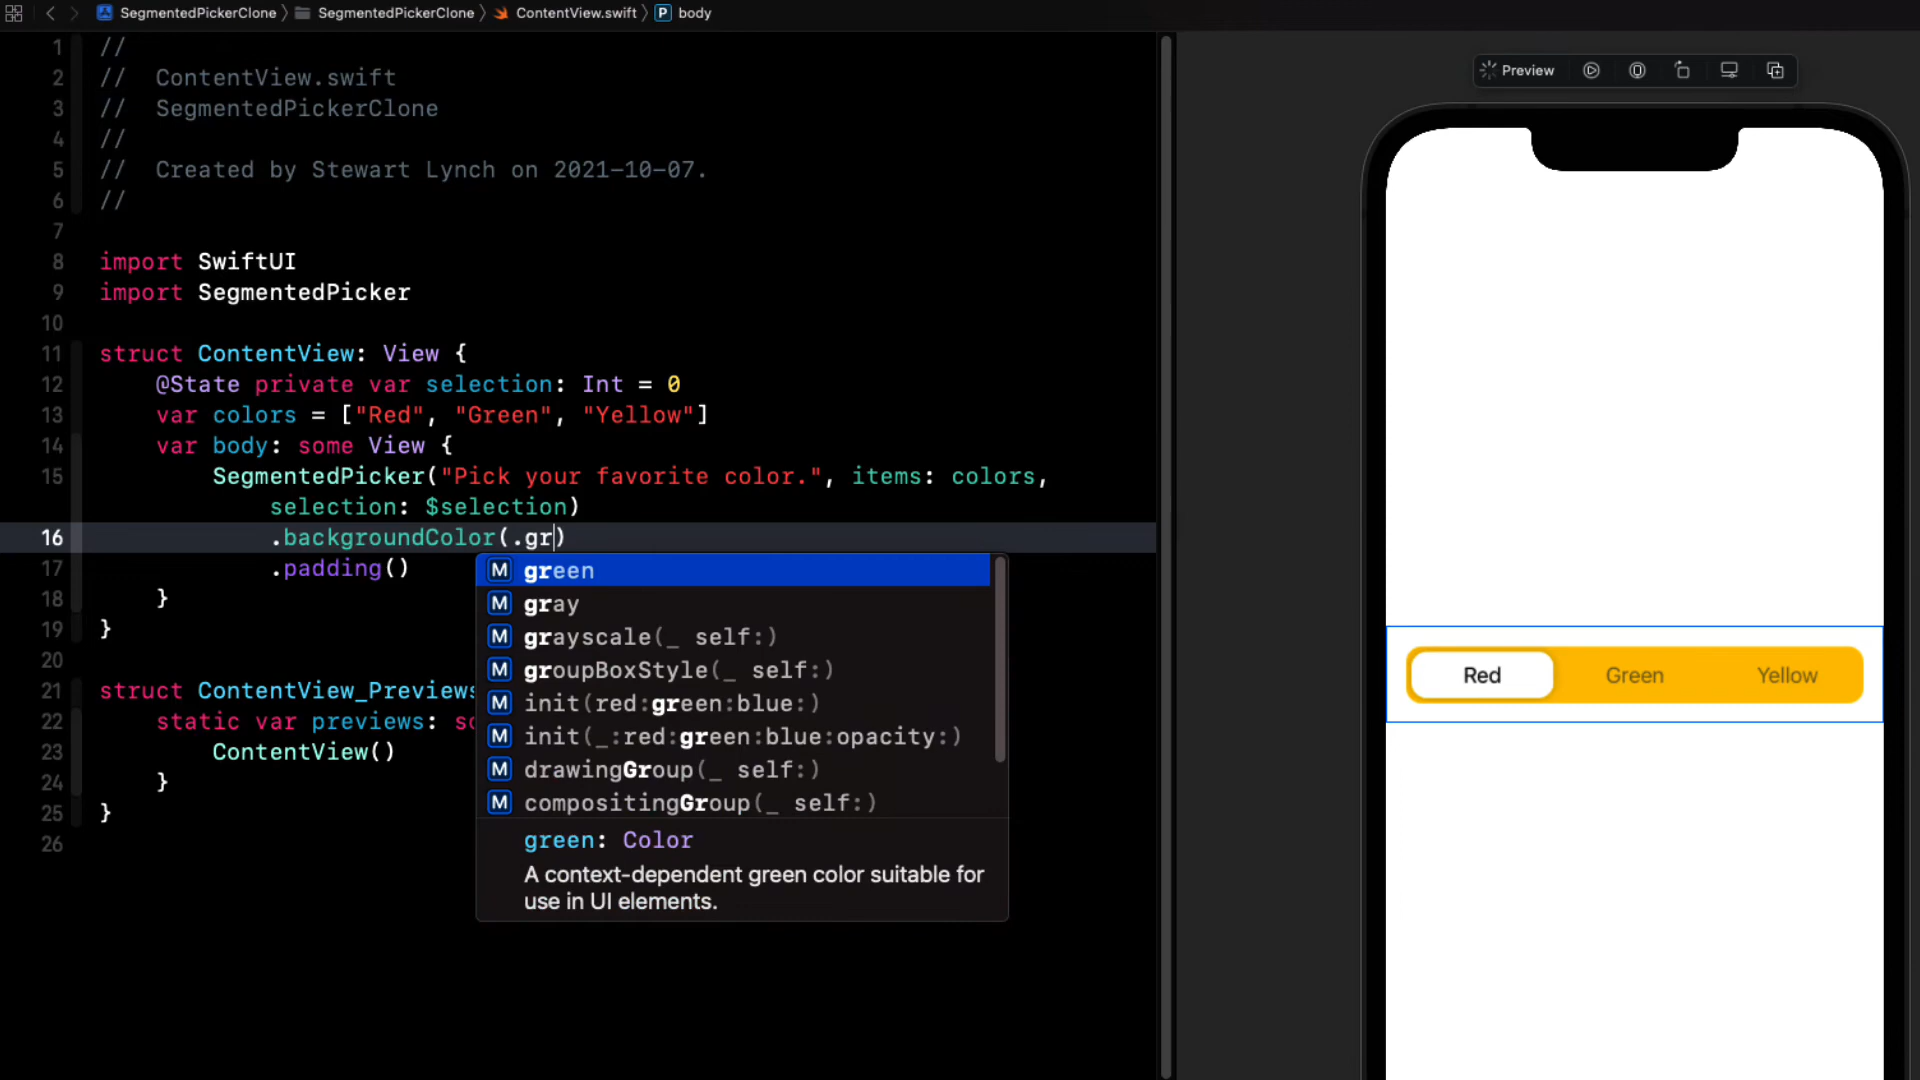 SegmentedPickerClone SegmentedPickerClone ContentView.swift P body
1 //
2 //  ContentView.swift
3 //  SegmentedPickerClone
4 //
5 //  Created by Stewart Lynch on 2021-10-07.
6 //
7
8 import SwiftUI
9 import SegmentedPicker
10
11 struct ContentView: View {
12     @State private var selection: Int = 0
13     var colors = ["Red", "Green", "Yellow"]
14     var body: some View {
15         SegmentedPicker("Pick your favorite color.", items: colors,
selection: $selection)
16             .backgroundColor(.gr)
17             .padding()
18     }
19 }
20
21 struct ContentView_Previews
22     static var previews: so
23         ContentView()
24     }
25 }
26
M green
M gray
M grayscale(_ self:)
M groupBoxStyle(_ self:)
M init(red:green:blue:)
M init(_:red:green:blue:opacity:)
M drawingGroup(_ self:)
M compositingGroup(_ self:)
green: Color
A context-dependent green color suitable for
use in UI elements.
Preview
Red Green Yellow